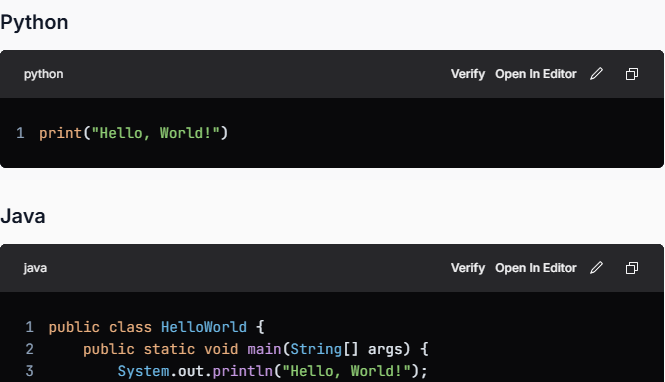 Python
python Verify Open In Editor
1 print("Hello, World!")
Java
java Verify Open In Editor
1 public class HelloWorld {
2     public static void main(String[] args) {
3         System.out.println("Hello, World!");